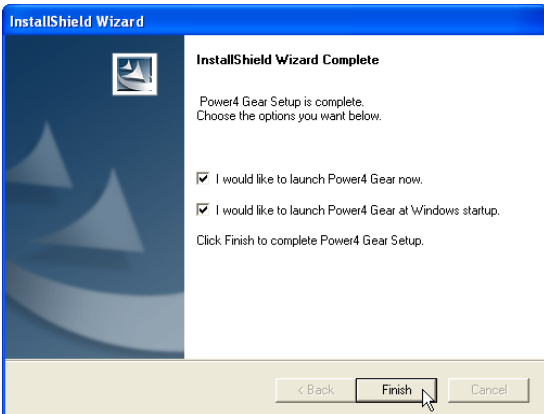 InstallShield Wizard
InstallShield Wizard Complete
Power4 Gear Setup is complete.
Choose the options you want below.
I would like to launch Power4 Gear now.
I would like to launch Power4 Gear at Windows startup.
Click Finish to complete Power4 Gear Setup.
< Back
Finish
Cancel